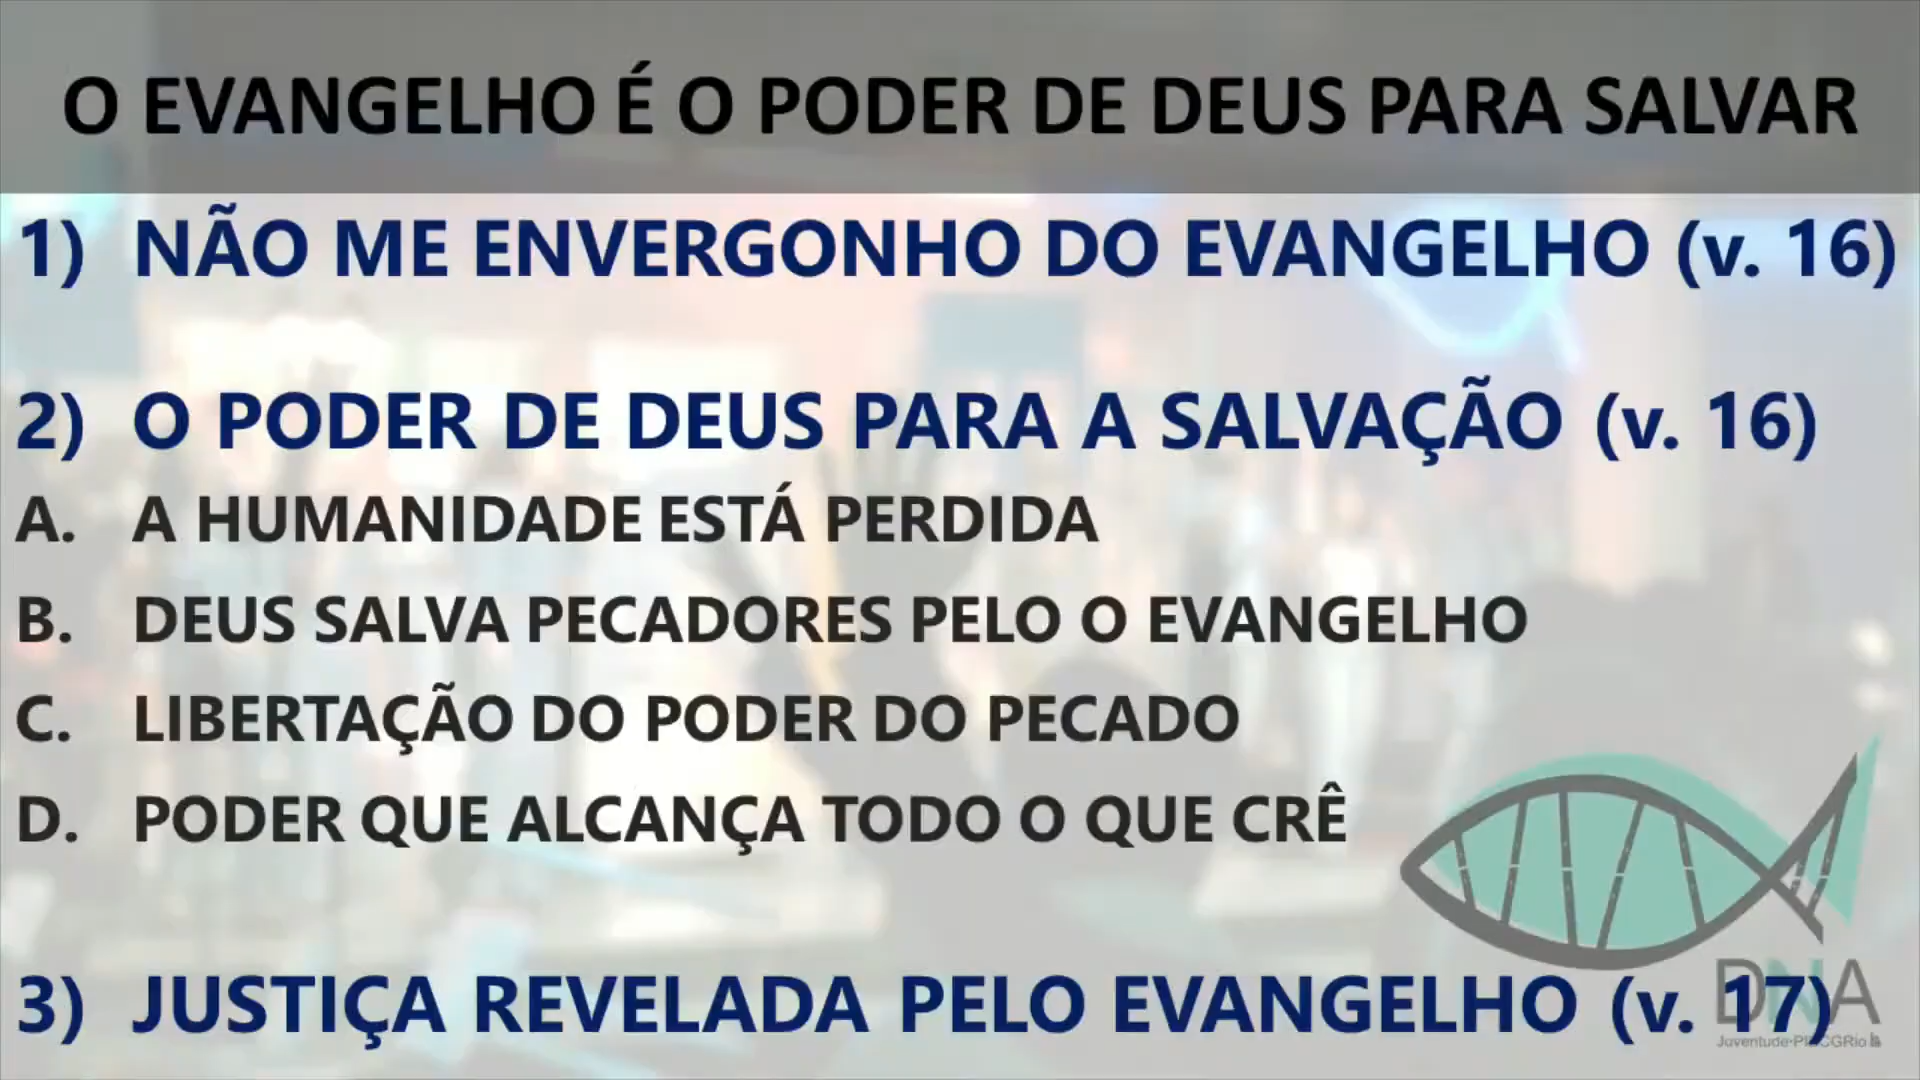 O EVANGELHO É O PODER DE DEUS PARA SALVAR
1) NÃO ME ENVERGONHO DO EVANGELHO (v. 16)
2) O PODER DE DEUS PARA A SALVAÇÃO (v. 16)
A. A HUMANIDADE ESTÁ PERDIDA
B. DEUS SALVA PECADORES PELO O EVANGELHO
C. LIBERTAÇÃO DO PODER DO PECADO
D. PODER QUE ALCANÇA TODO O QUE CRÊ
3) JUSTIÇA REVELADA PELO EVANGELHO (v. 17)
DNA
Juventude